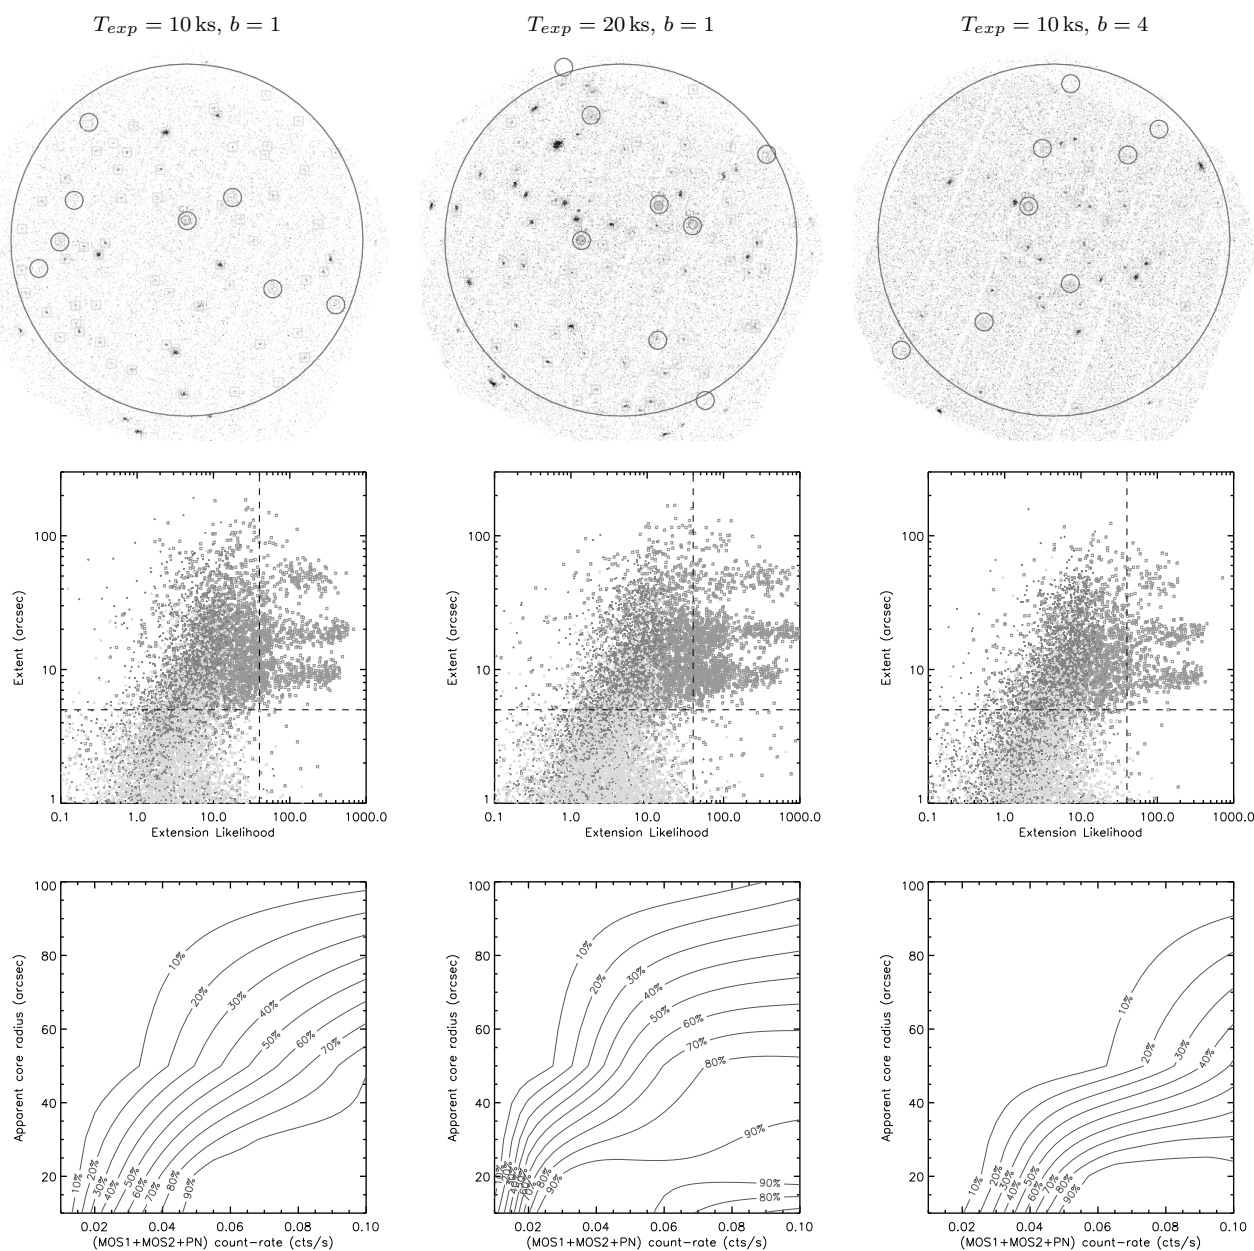 T_exp = 10 ks, b = 1 T_exp = 20 ks, b = 1 T_exp = 10 ks, b = 4
100
10
1
0.1 1.0 10.0 100.0 1000.0
Extent (arcsec)
Extension Likelihood
100
10
1
0.1 1.0 10.0 100.0 1000.0
Extent (arcsec)
Extension Likelihood
100
10
1
0.1 1.0 10.0 100.0 1000.0
Extent (arcsec)
Extension Likelihood
100
80
60
40
20
Apparent core radius (arcsec)
10% 20% 30% 40% 50% 60% 70%
10% 20% 30% 40% 50% 60% 70% 80% 90%
0.02 0.04 0.06 0.08 0.10
(MOS1+MOS2+PN) count-rate (cts/s)
100
80
60
40
20
Apparent core radius (arcsec)
10% 20% 30% 40% 50% 60% 70% 80%
90%
90%
80%
80%
90%
0.02 0.04 0.06 0.08 0.10
(MOS1+MOS2+PN) count-rate (cts/s)
100
80
60
40
20
Apparent core radius (arcsec)
10% 20% 30% 40%
10% 20% 30% 40% 50% 60% 70% 80% 90%
0.02 0.04 0.06 0.08 0.10
(MOS1+MOS2+PN) count-rate (cts/s)